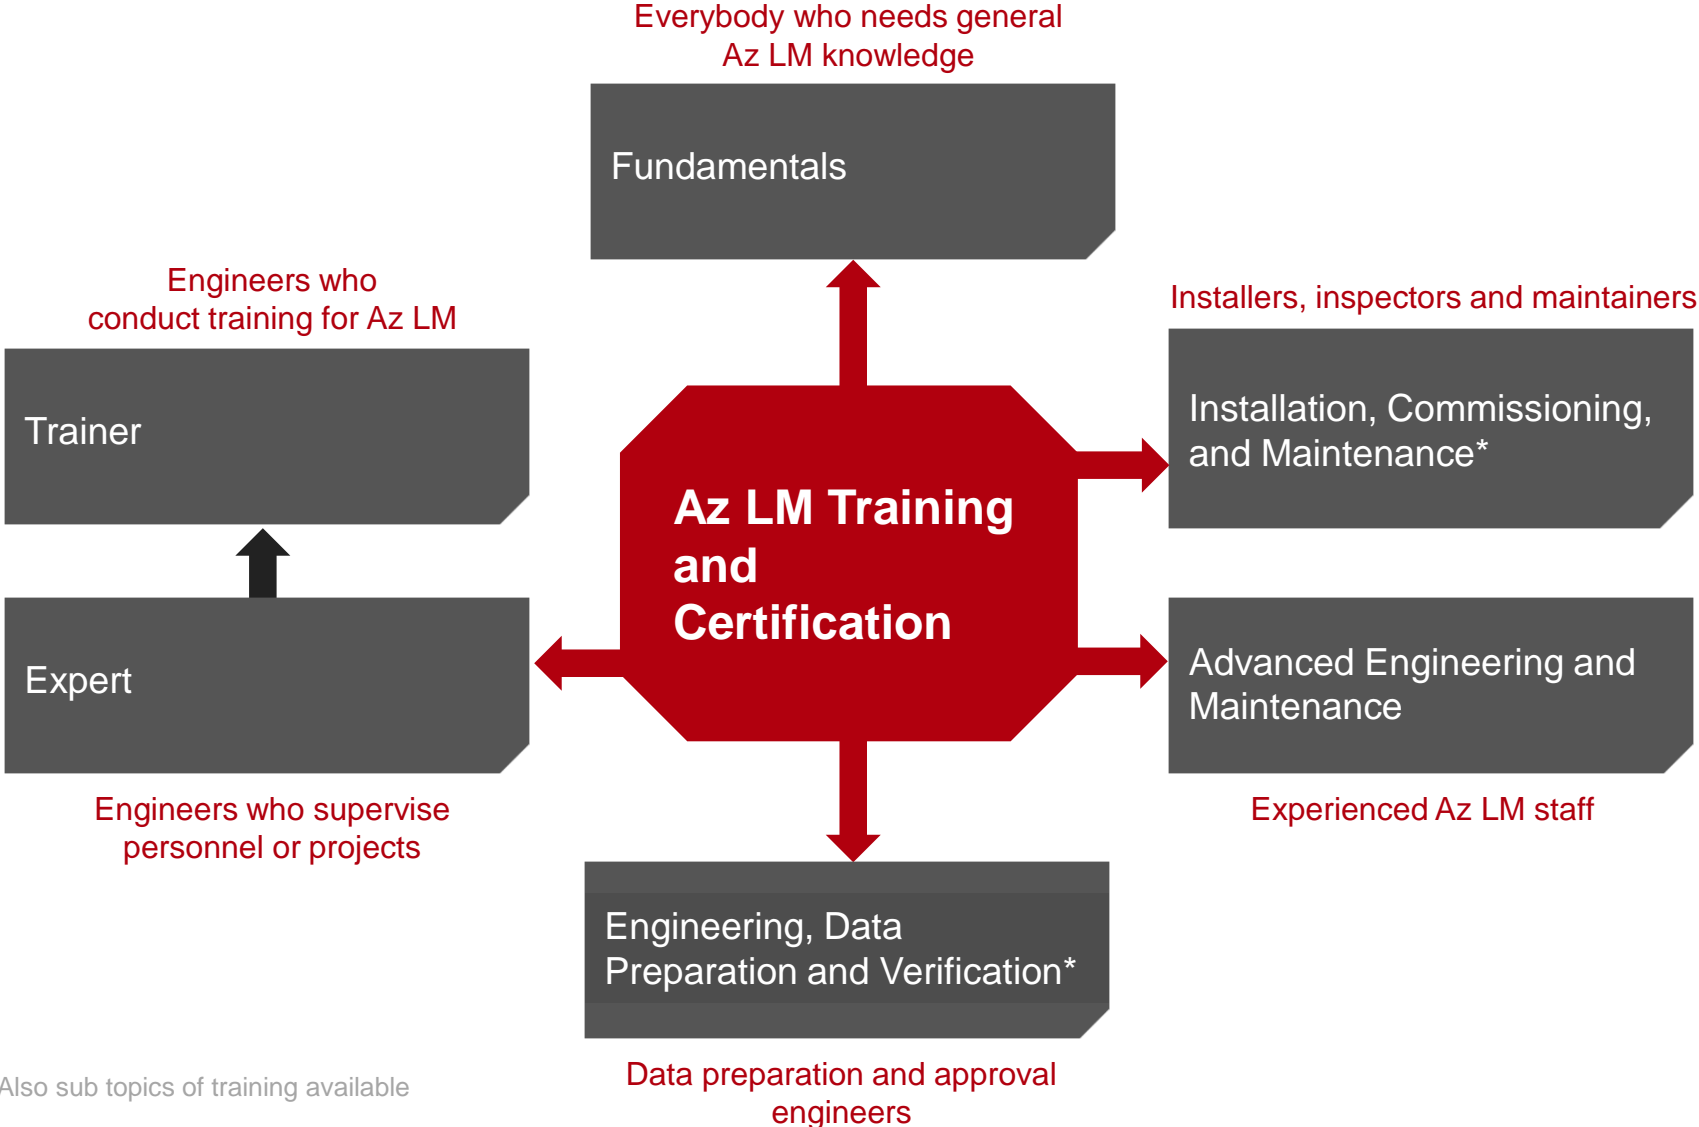 Everybody who needs general
Az LM knowledge
Fundamentals
Engineers who
conduct training for Az LM
Installers, inspectors and maintainers
Trainer
Installation, Commissioning,
and Maintenance*
Az LM Training
and
Certification
Expert
Advanced Engineering and
Maintenance
Engineers who supervise
personnel or projects
Experienced Az LM staff
Engineering, Data
Preparation and Verification*
Data preparation and approval
engineers
Also sub topics of training available